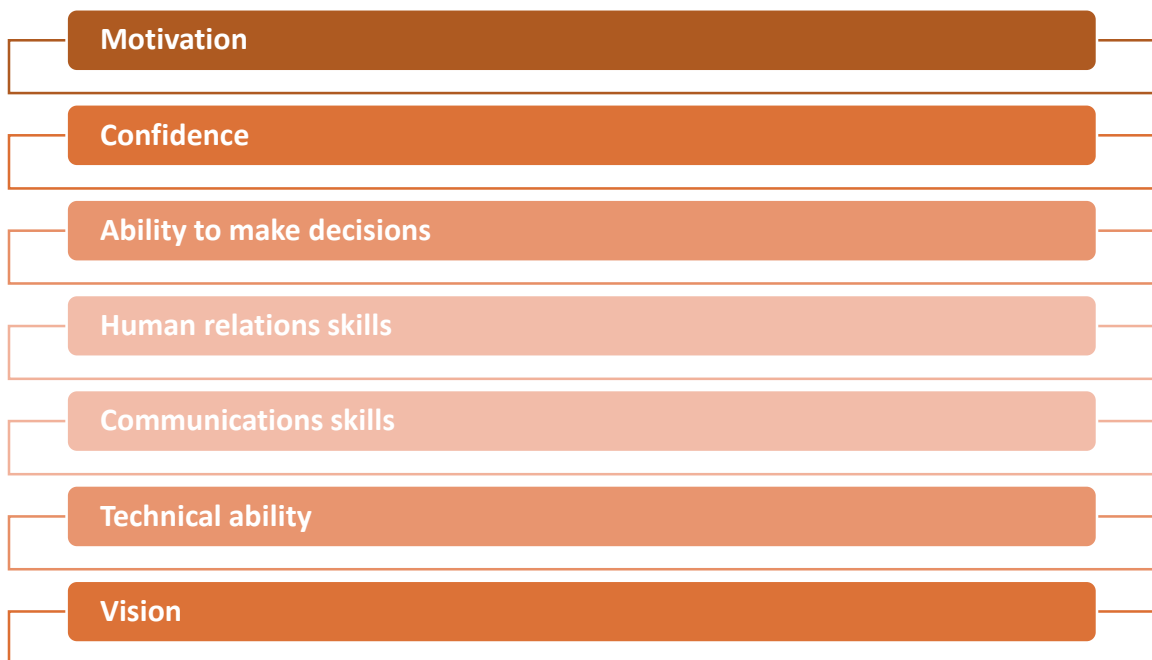 Motivation
Confidence
Ability to make decisions
Human relations skills
Communications skills
Technical ability
Vision